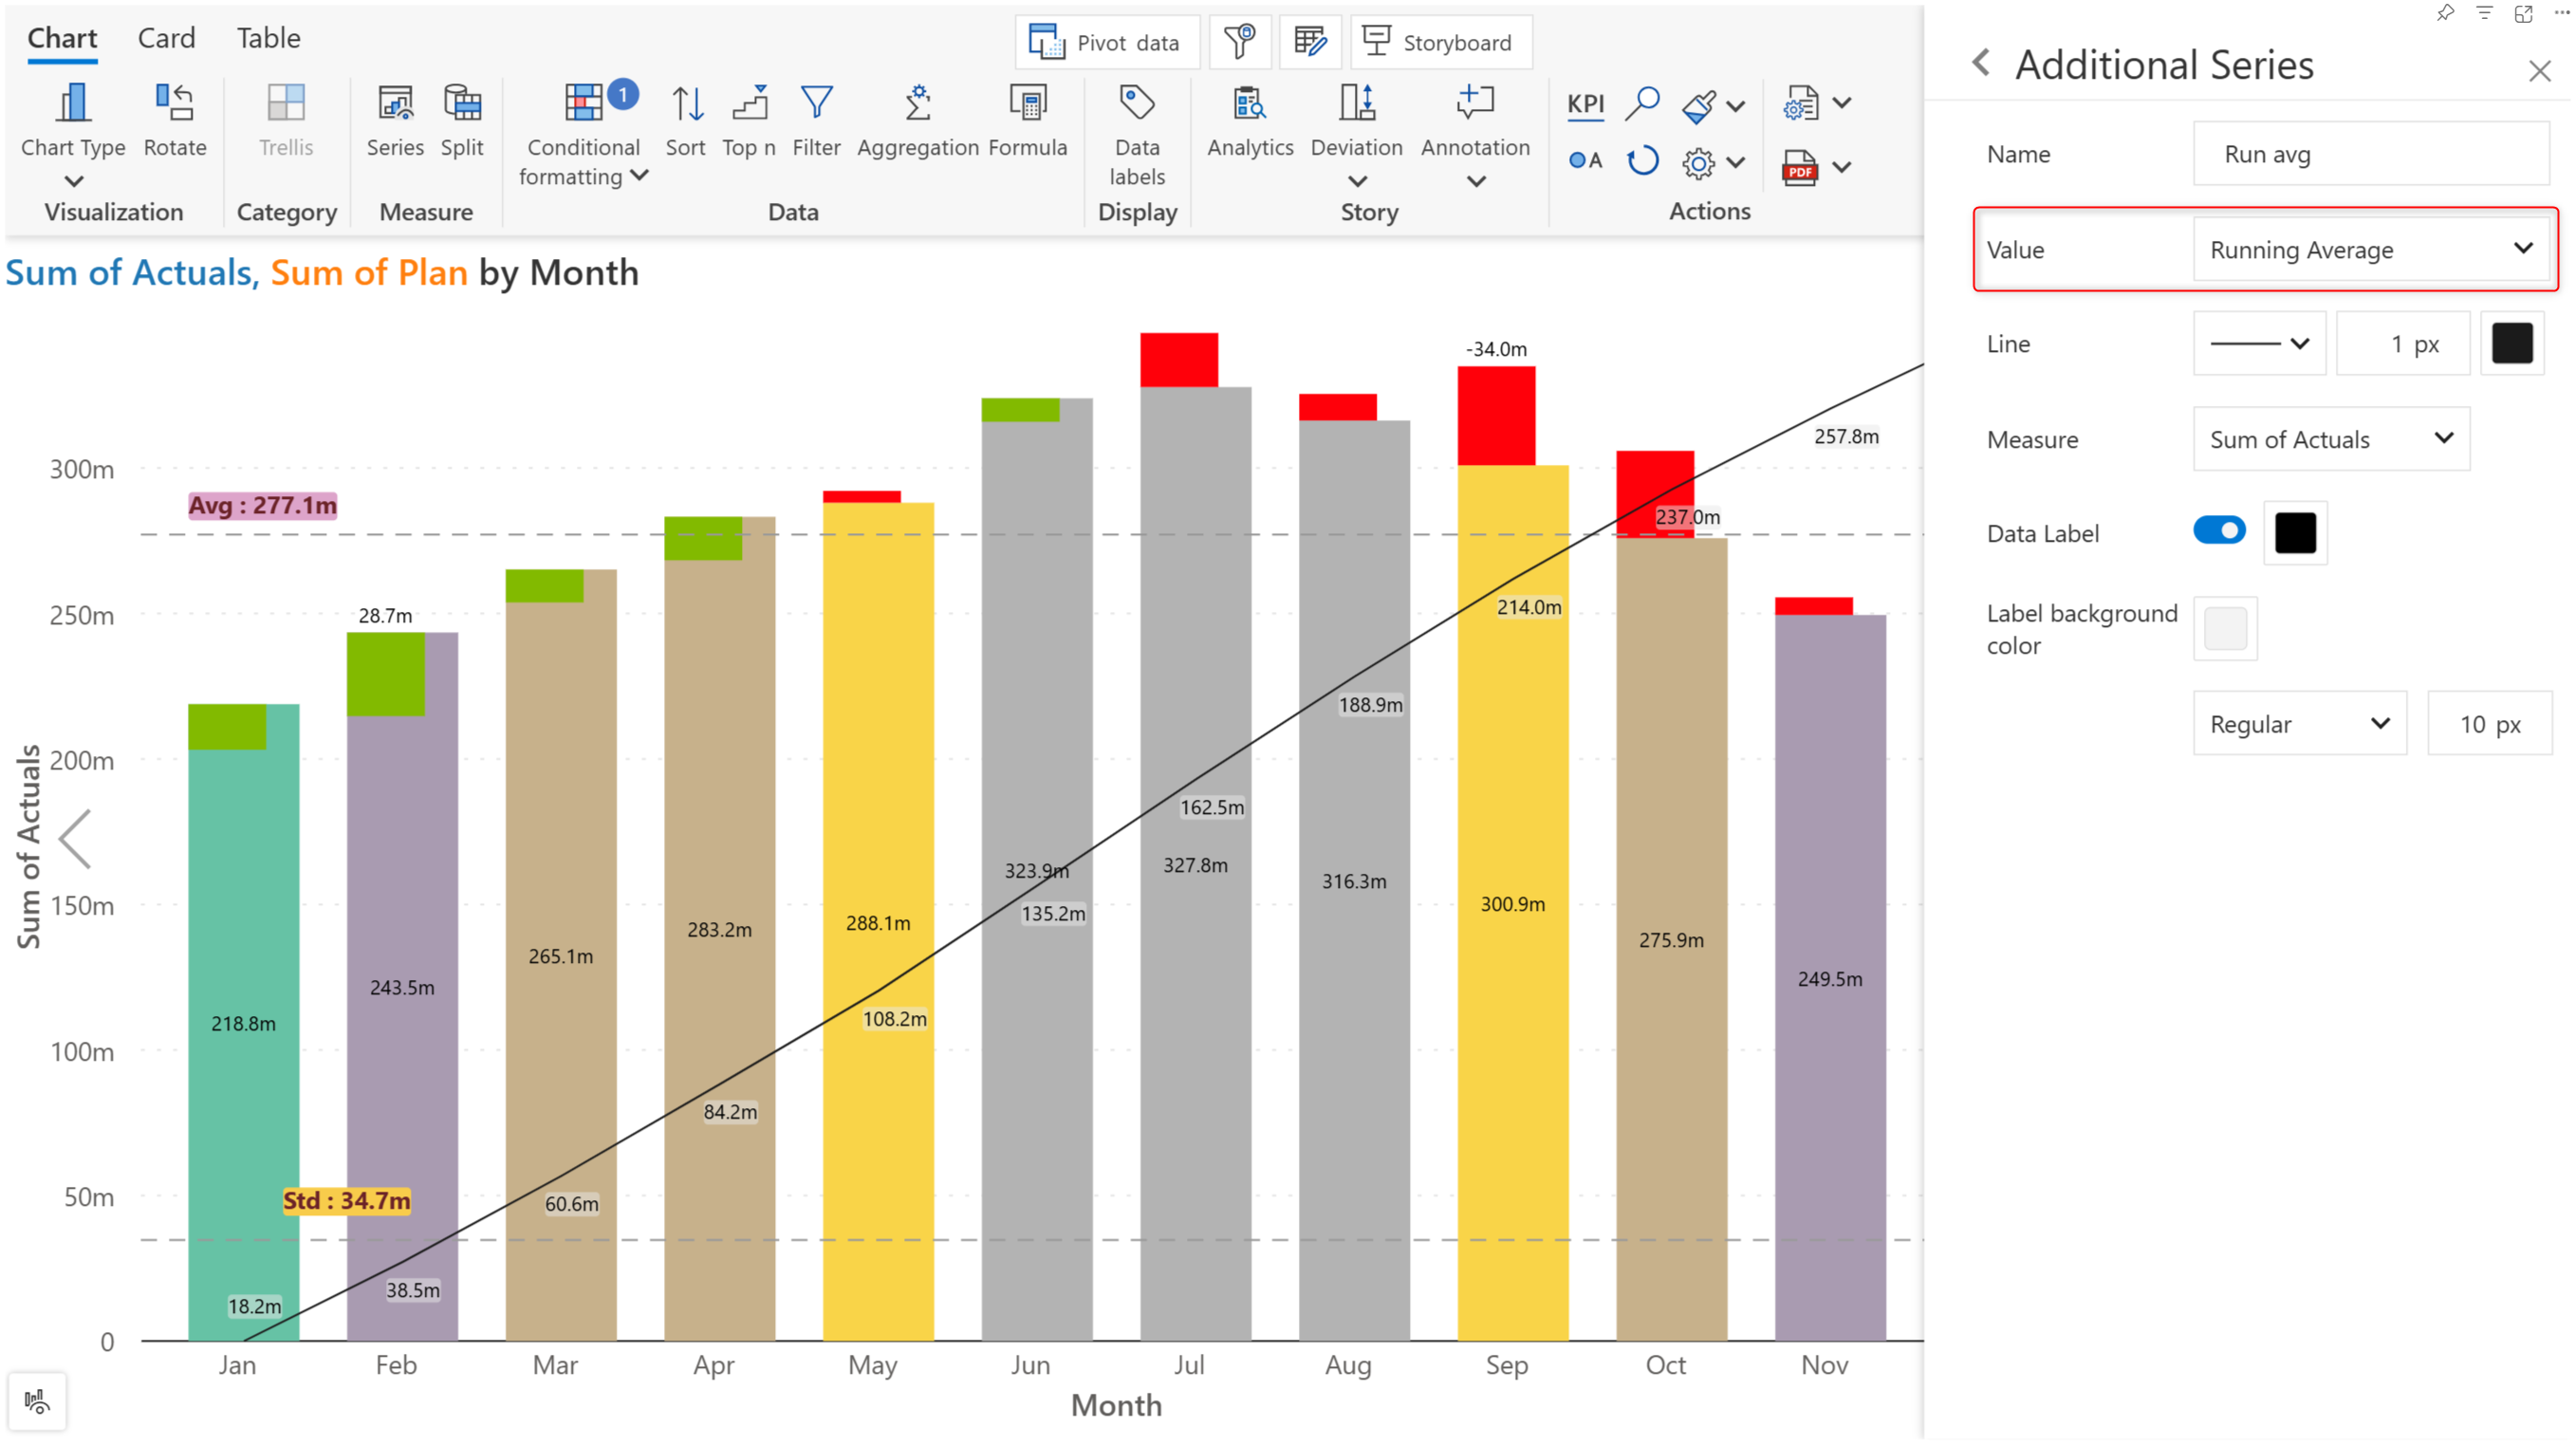 Chart Card Table
Pivot data
Storyboard
Chart Type
Rotate
Visualization
Trellis
Category
Series
Split
Measure
Conditional
formatting
1
Sort
Top n
Filter
Aggregation
Formula
Data
Data
labels
Display
Analytics
Deviation
Annotation
Story
KPI
A
PDF
Actions
Additional Series
Name
Run avg
Value
Running Average
Line
1 px
Measure
Sum of Actuals
Data Label
Label background
color
Regular
10 px
Sum of Actuals, Sum of Plan by Month
Sum of Actuals
300m
250m
200m
150m
100m
50m
0
Avg : 277.1m
Std : 34.7m
28.7m
-34.0m
218.8m
243.5m
265.1m
283.2m
288.1m
323.9m
327.8m
316.3m
300.9m
275.9m
249.5m
18.2m
38.5m
60.6m
84.2m
108.2m
135.2m
162.5m
188.9m
214.0m
237.0m
257.8m
Jan
Feb
Mar
Apr
May
Jun
Jul
Aug
Sep
Oct
Nov
Month